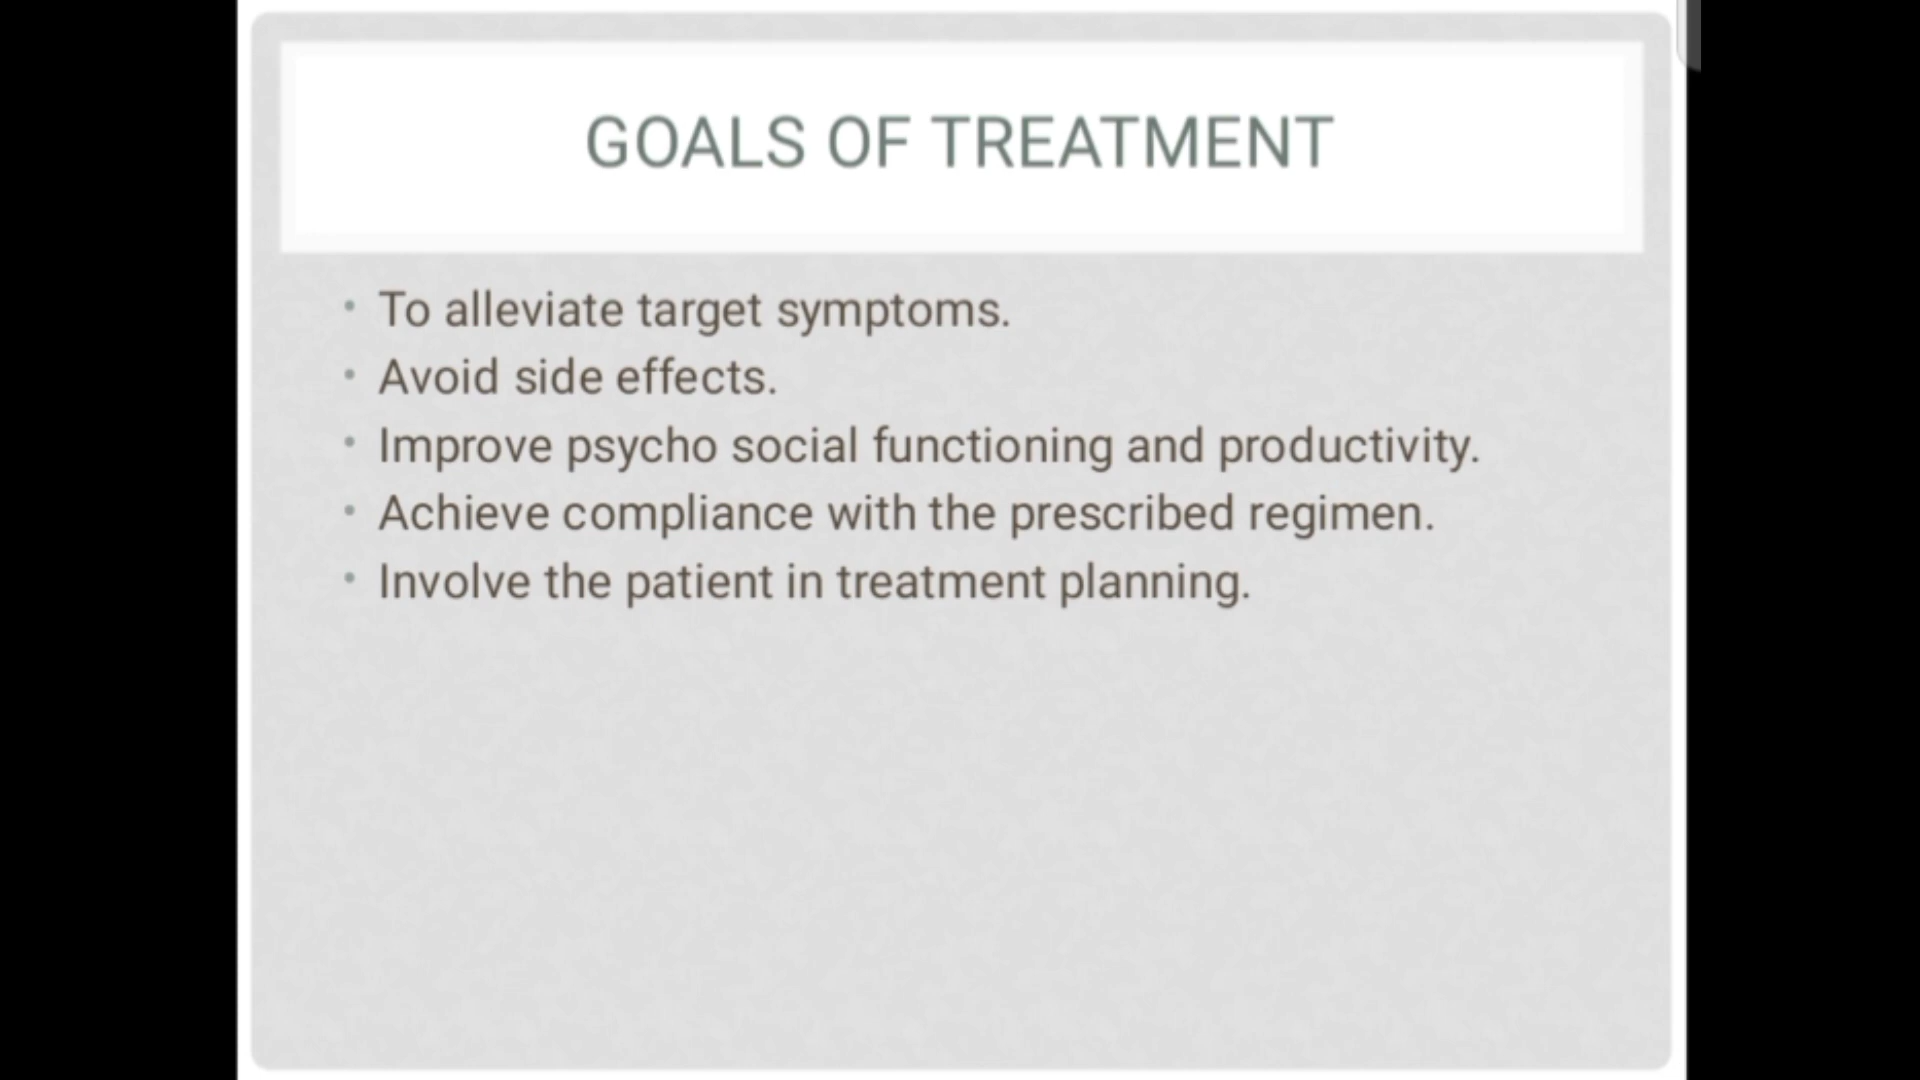 GOALS OF TREATMENT
• To alleviate target symptoms.
• Avoid side effects.
• Improve psycho social functioning and productivity.
• Achieve compliance with the prescribed regimen.
• Involve the patient in treatment planning.